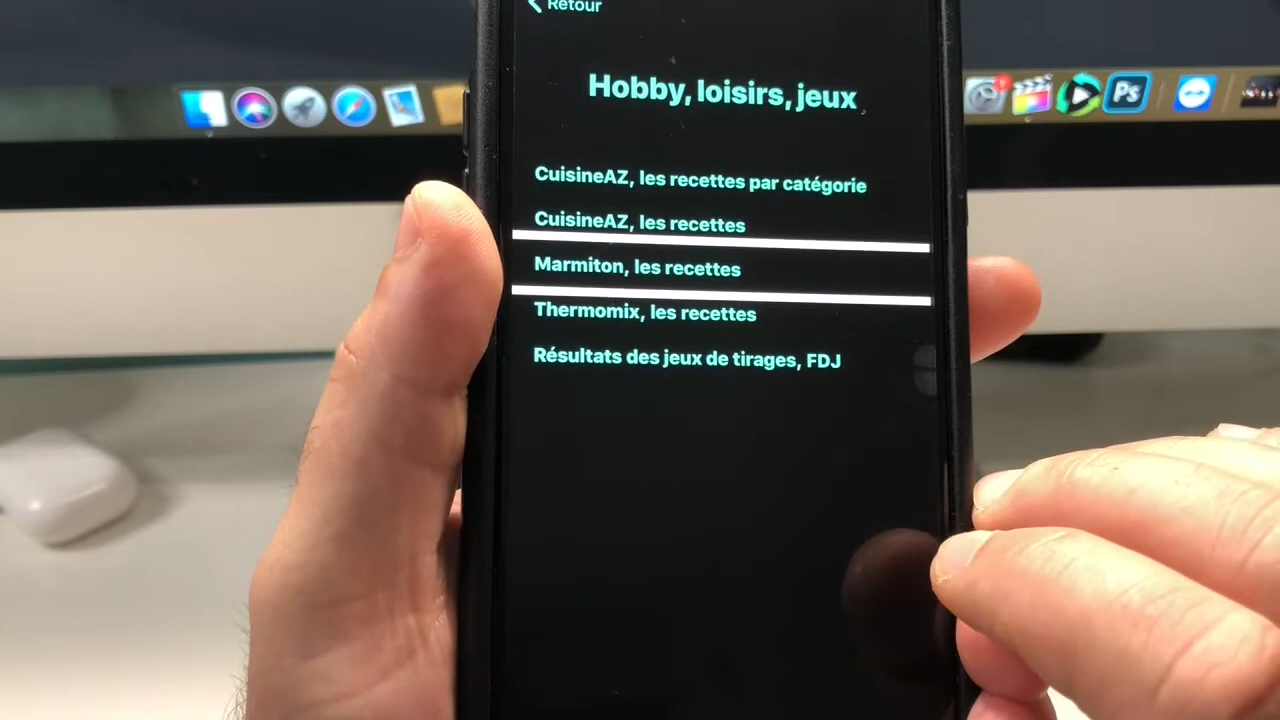 Retour
Hobby, loisirs, jeux
CuisineAZ, les recettes par catégorie
CuisineAZ, les recettes
Marmiton, les recettes
Thermomix, les recettes
Résultats des jeux de tirages, FDJ
Ps